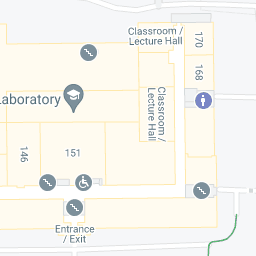 Classroom /
Lecture Hall
170
168
Laboratory
Classroom /
Lecture Hall
146
151
Entrance
/ Exit